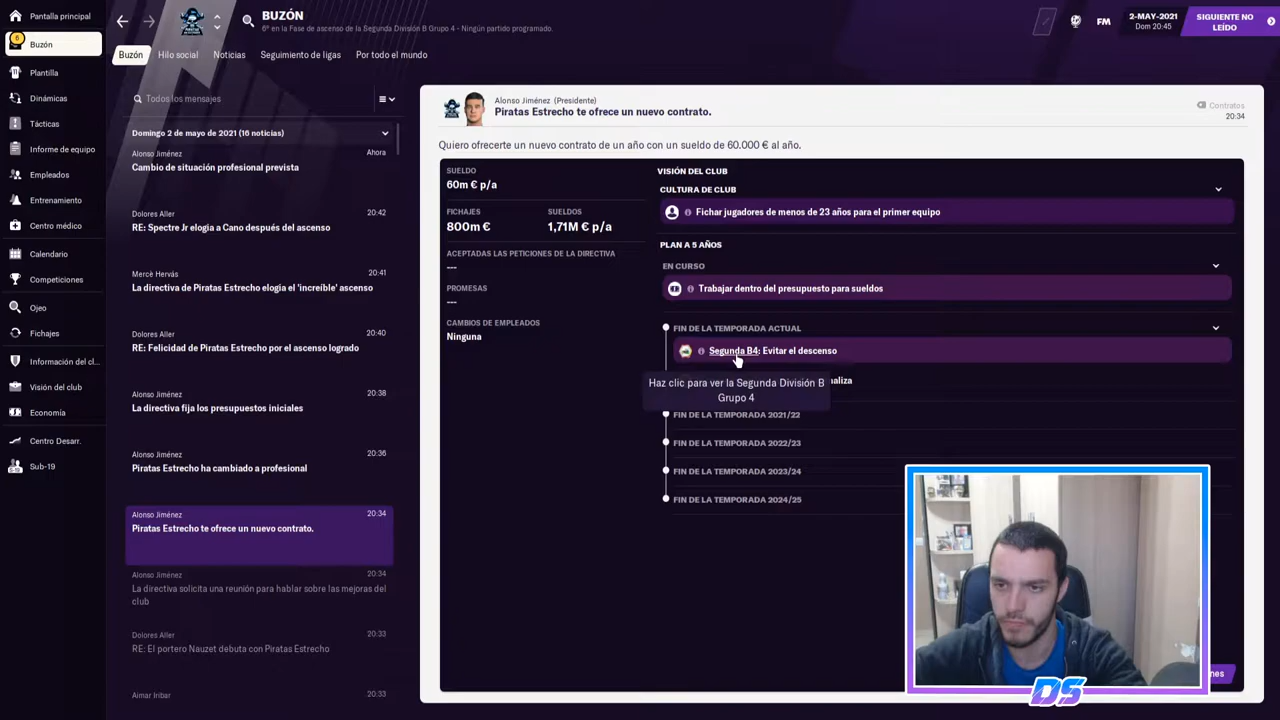 Pantalla principal
6
Buzón
Plantilla
Dinámicas
Tácticas
Informe de equipo
Empleados
Entrenamiento
Centro médico
Calendario
Competiciones
Ojeo
Fichajes
Información del cl...
Visión del club
Economía
Centro Desarr.
Sub-19
BUZÓN
6º en la Fase de ascenso de la Segunda División B Grupo 4 - Ningún partido programado.
FM
2-MAY-2021
Dom 20:45
SIGUIENTE NO
LEÍDO
Buzón
Hilo social
Noticias
Seguimiento de ligas
Por todo el mundo
Todos los mensajes
Domingo 2 de mayo de 2021 (16 noticias)
Alonso Jiménez
Ahora
Cambio de situación profesional prevista
Dolores Aller
20:42
RE: Spectre Jr elogia a Cano después del ascenso
Mercè Hervás
20:41
La directiva de Piratas Estrecho elogia el 'increíble' ascenso
Dolores Aller
20:40
RE: Felicidad de Piratas Estrecho por el ascenso logrado
Alonso Jiménez
20:38
La directiva fija los presupuestos iniciales
Alonso Jiménez
20:36
Piratas Estrecho ha cambiado a profesional
Alonso Jiménez
20:34
Piratas Estrecho te ofrece un nuevo contrato.
Alonso Jiménez
20:34
La directiva solicita una reunión para hablar sobre las mejoras del
club
Dolores Aller
20:33
RE: El portero Nauzet debuta con Piratas Estrecho
Aimar Iribar
20:33
Alonso Jiménez (Presidente)
Piratas Estrecho te ofrece un nuevo contrato.
Contratos
20:34
Quiero ofrecerte un nuevo contrato de un año con un sueldo de 60.000 € al año.
SUELDO
60m € p/a
FICHAJES
SUELDOS
800m €
1,71M € p/a
ACEPTADAS LAS PETICIONES DE LA DIRECTIVA
---
PROMESAS
---
CAMBIOS DE EMPLEADOS
Ninguna
VISIÓN DEL CLUB
CULTURA DE CLUB
Fichar jugadores de menos de 23 años para el primer equipo
PLAN A 5 AÑOS
EN CURSO
Trabajar dentro del presupuesto para sueldos
FIN DE LA TEMPORADA ACTUAL
Segunda B4: Evitar el descenso
Haz clic para ver la Segunda División B
Grupo 4
naliza
FIN DE LA TEMPORADA 2021/22
FIN DE LA TEMPORADA 2022/23
FIN DE LA TEMPORADA 2023/24
FIN DE LA TEMPORADA 2024/25
nes
DS